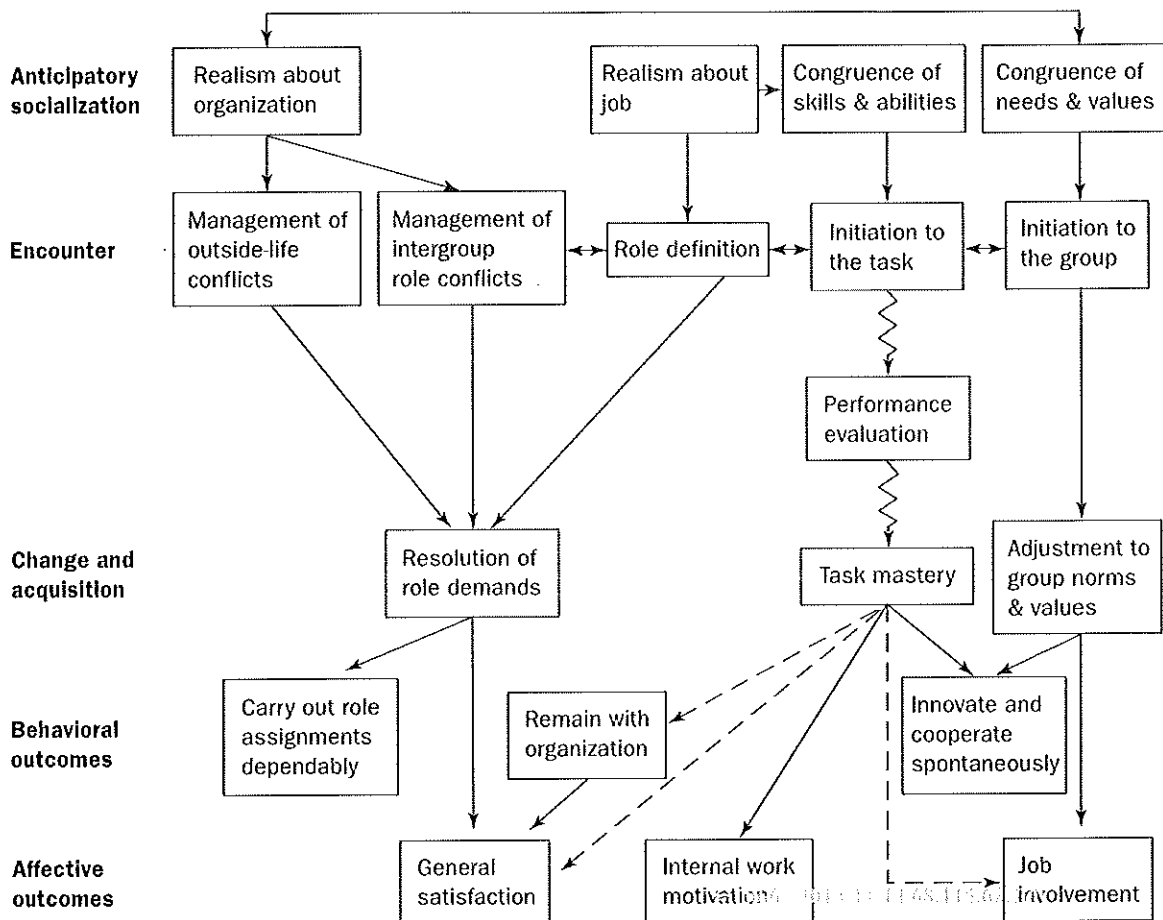 Anticipatory
socialization
Realism about
organization
Realism about
job
Congruence of
skills & abilities
Congruence of
needs & values
Encounter
Management of
outside-life
conflicts
Management of
intergroup
role conflicts
Role definition
Initiation to
the task
Initiation to
the group
Performance
evaluation
Change and
acquisition
Resolution of
role demands
Task mastery
Adjustment to
group norms
& values
Behavioral
outcomes
Carry out role
assignments
dependably
Remain with
organization
Innovate and
cooperate
spontaneously
Affective
outcomes
General
satisfaction
Internal work
motivation
Job
involvement